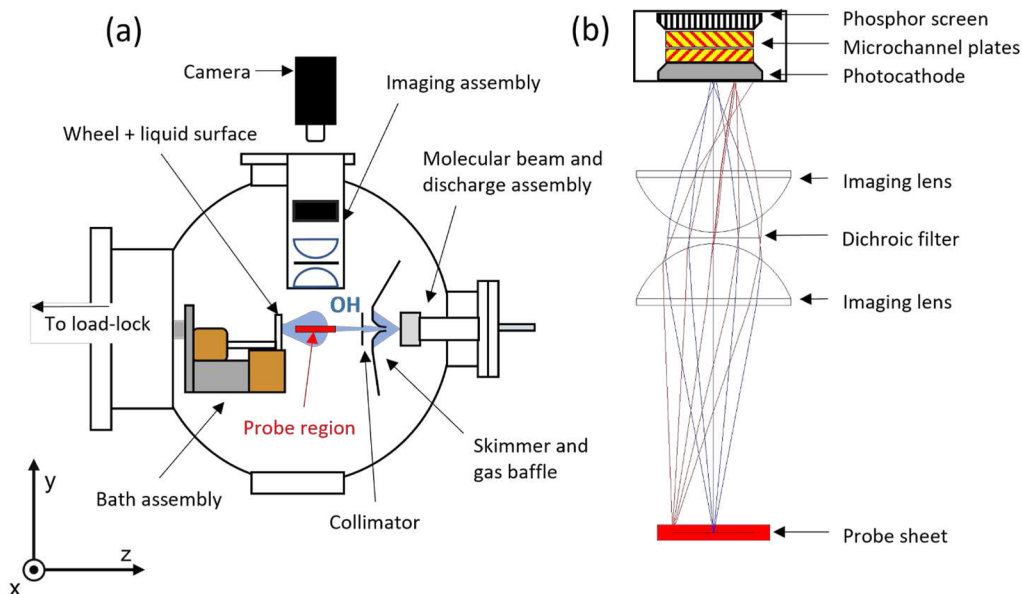 (a)
Camera
Imaging assembly
Wheel + liquid surface
Molecular beam and
discharge assembly
OH
To load-lock
Probe region
Skimmer and
gas baffle
Bath assembly
Collimator
y
z
x
(b)
Phosphor screen
Microchannel plates
Photocathode
Imaging lens
Dichroic filter
Imaging lens
Probe sheet